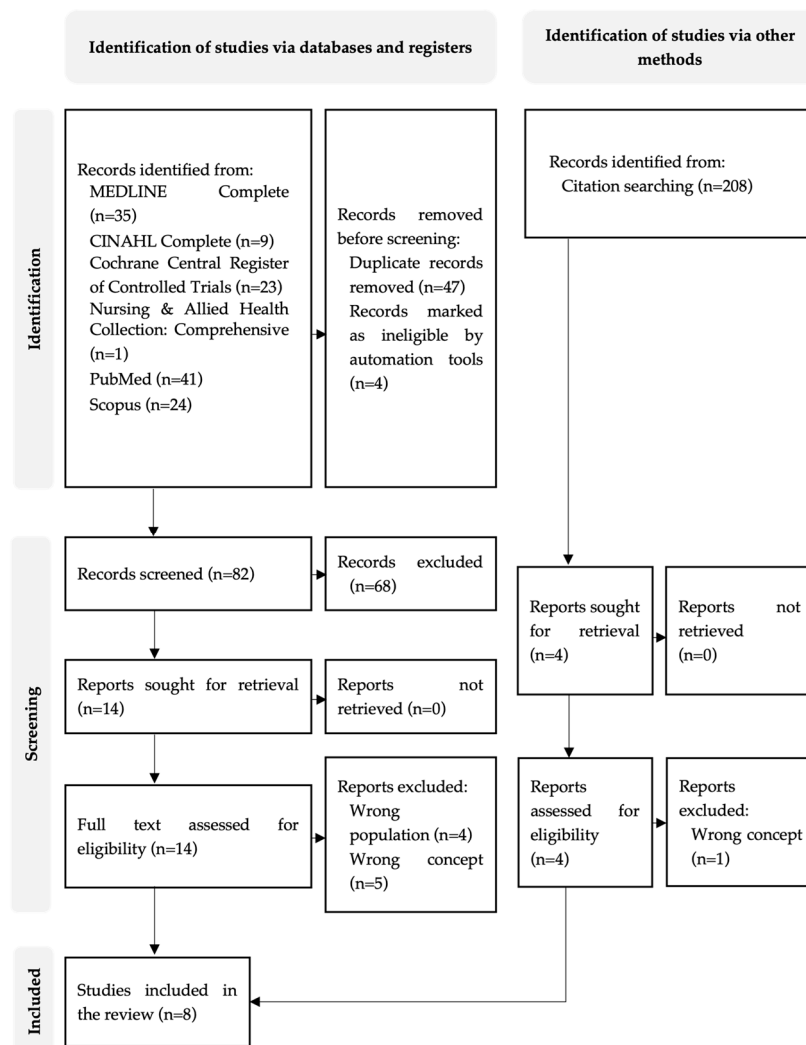 Identification of studies via databases and registers
Identification of studies via other
methods
Identification
Records identified from:
MEDLINE Complete
(n=35)
CINAHL Complete (n=9)
Cochrane Central Register
of Controlled Trials (n=23)
Nursing & Allied Health
Collection: Comprehensive
(n=1)
PubMed (n=41)
Scopus (n=24)
Records removed
before screening:
Duplicate records
removed (n=47)
Records marked
as ineligible by
automation tools
(n=4)
Records identified from:
Citation searching (n=208)
Screening
Records screened (n=82)
Records excluded
(n=68)
Reports sought for retrieval
(n=14)
Reports not
retrieved (n=0)
Reports sought
for retrieval
(n=4)
Reports not
retrieved
(n=0)
Full text assessed for
eligibility (n=14)
Reports excluded:
Wrong
population (n=4)
Wrong concept
(n=5)
Reports
assessed for
eligibility
(n=4)
Reports
excluded:
Wrong concept
(n=1)
Included
Studies included in
the review (n=8)